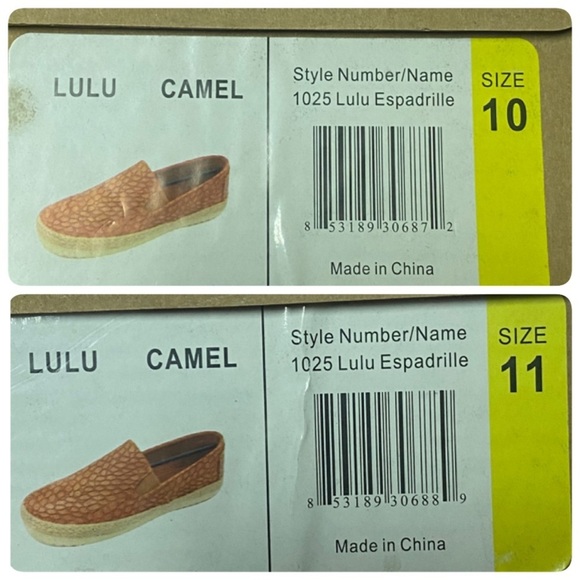 LULU CAMEL
Style Number/Name
1025 Lulu Espadrille
8 53189 30687 2
Made in China
SIZE
10
LULU CAMEL
Style Number/Name
1025 Lulu Espadrille
8 53189 30688 9
Made in China
SIZE
11